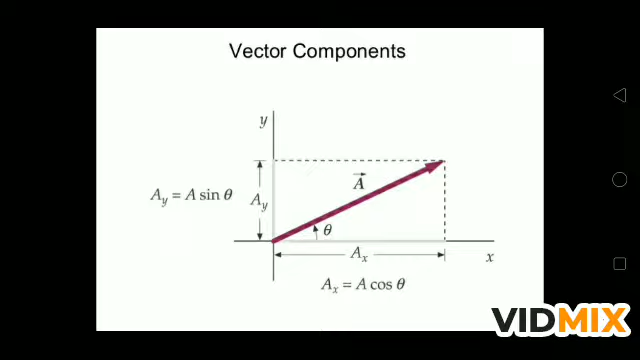 Vector Components
y
A
A_y = A sin θ
A_y
θ
A_x
x
A_x = A cos θ
VIDMIX